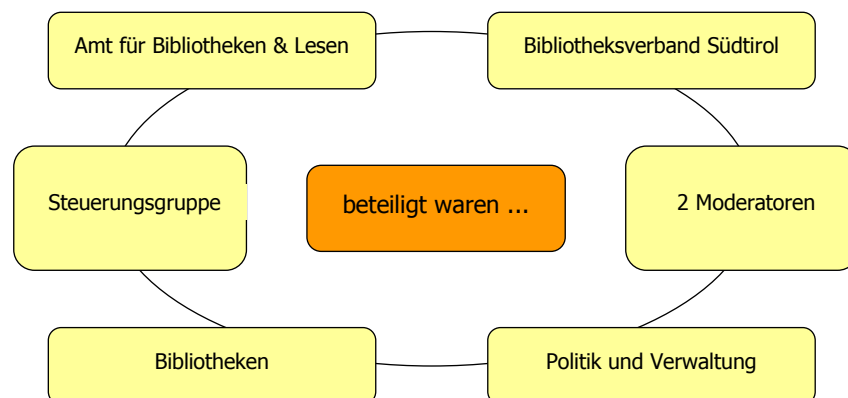 Amt für Bibliotheken & Lesen
Bibliotheksverband Südtirol
Steuerungsgruppe
beteiligt waren ...
2 Moderatoren
Bibliotheken
Politik und Verwaltung